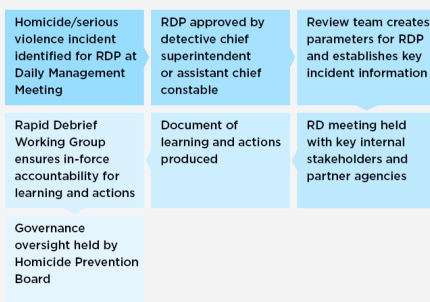 Homicide/serious
violence incident
identified for RDP at
Daily Management
Meeting
RDP approved by
detective chief
superintendent
or assistant chief
constable
Review team creates
parameters for RDP
and establishes key
incident information
RD meeting held
with key internal
stakeholders and
partner agencies
Document of
learning and actions
produced
Rapid Debrief
Working Group
ensures in-force
accountability for
learning and actions
Governance
oversight held by
Homicide Prevention
Board